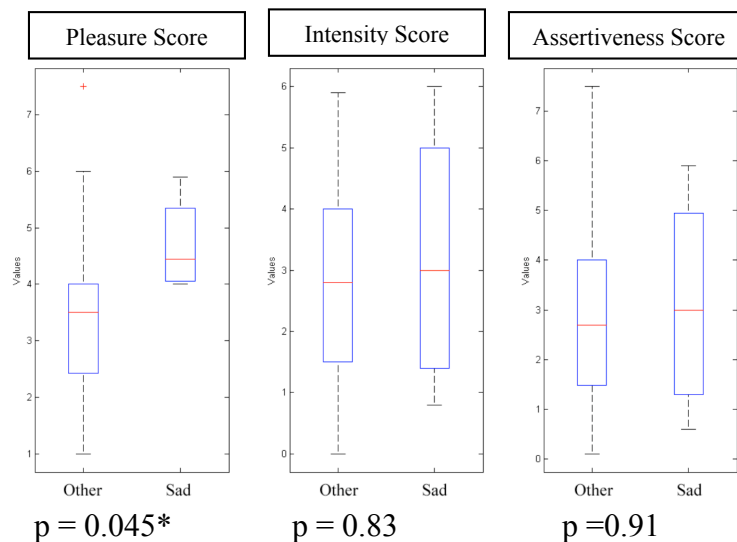 Pleasure Score
Intensity Score
Assertiveness Score
Values
7
6
5
4
3
2
1
Other
Sad
Values
6
5
4
3
2
1
0
Other
Sad
Values
7
6
5
4
3
2
1
0
Other
Sad
p = 0.045*
p = 0.83
p =0.91